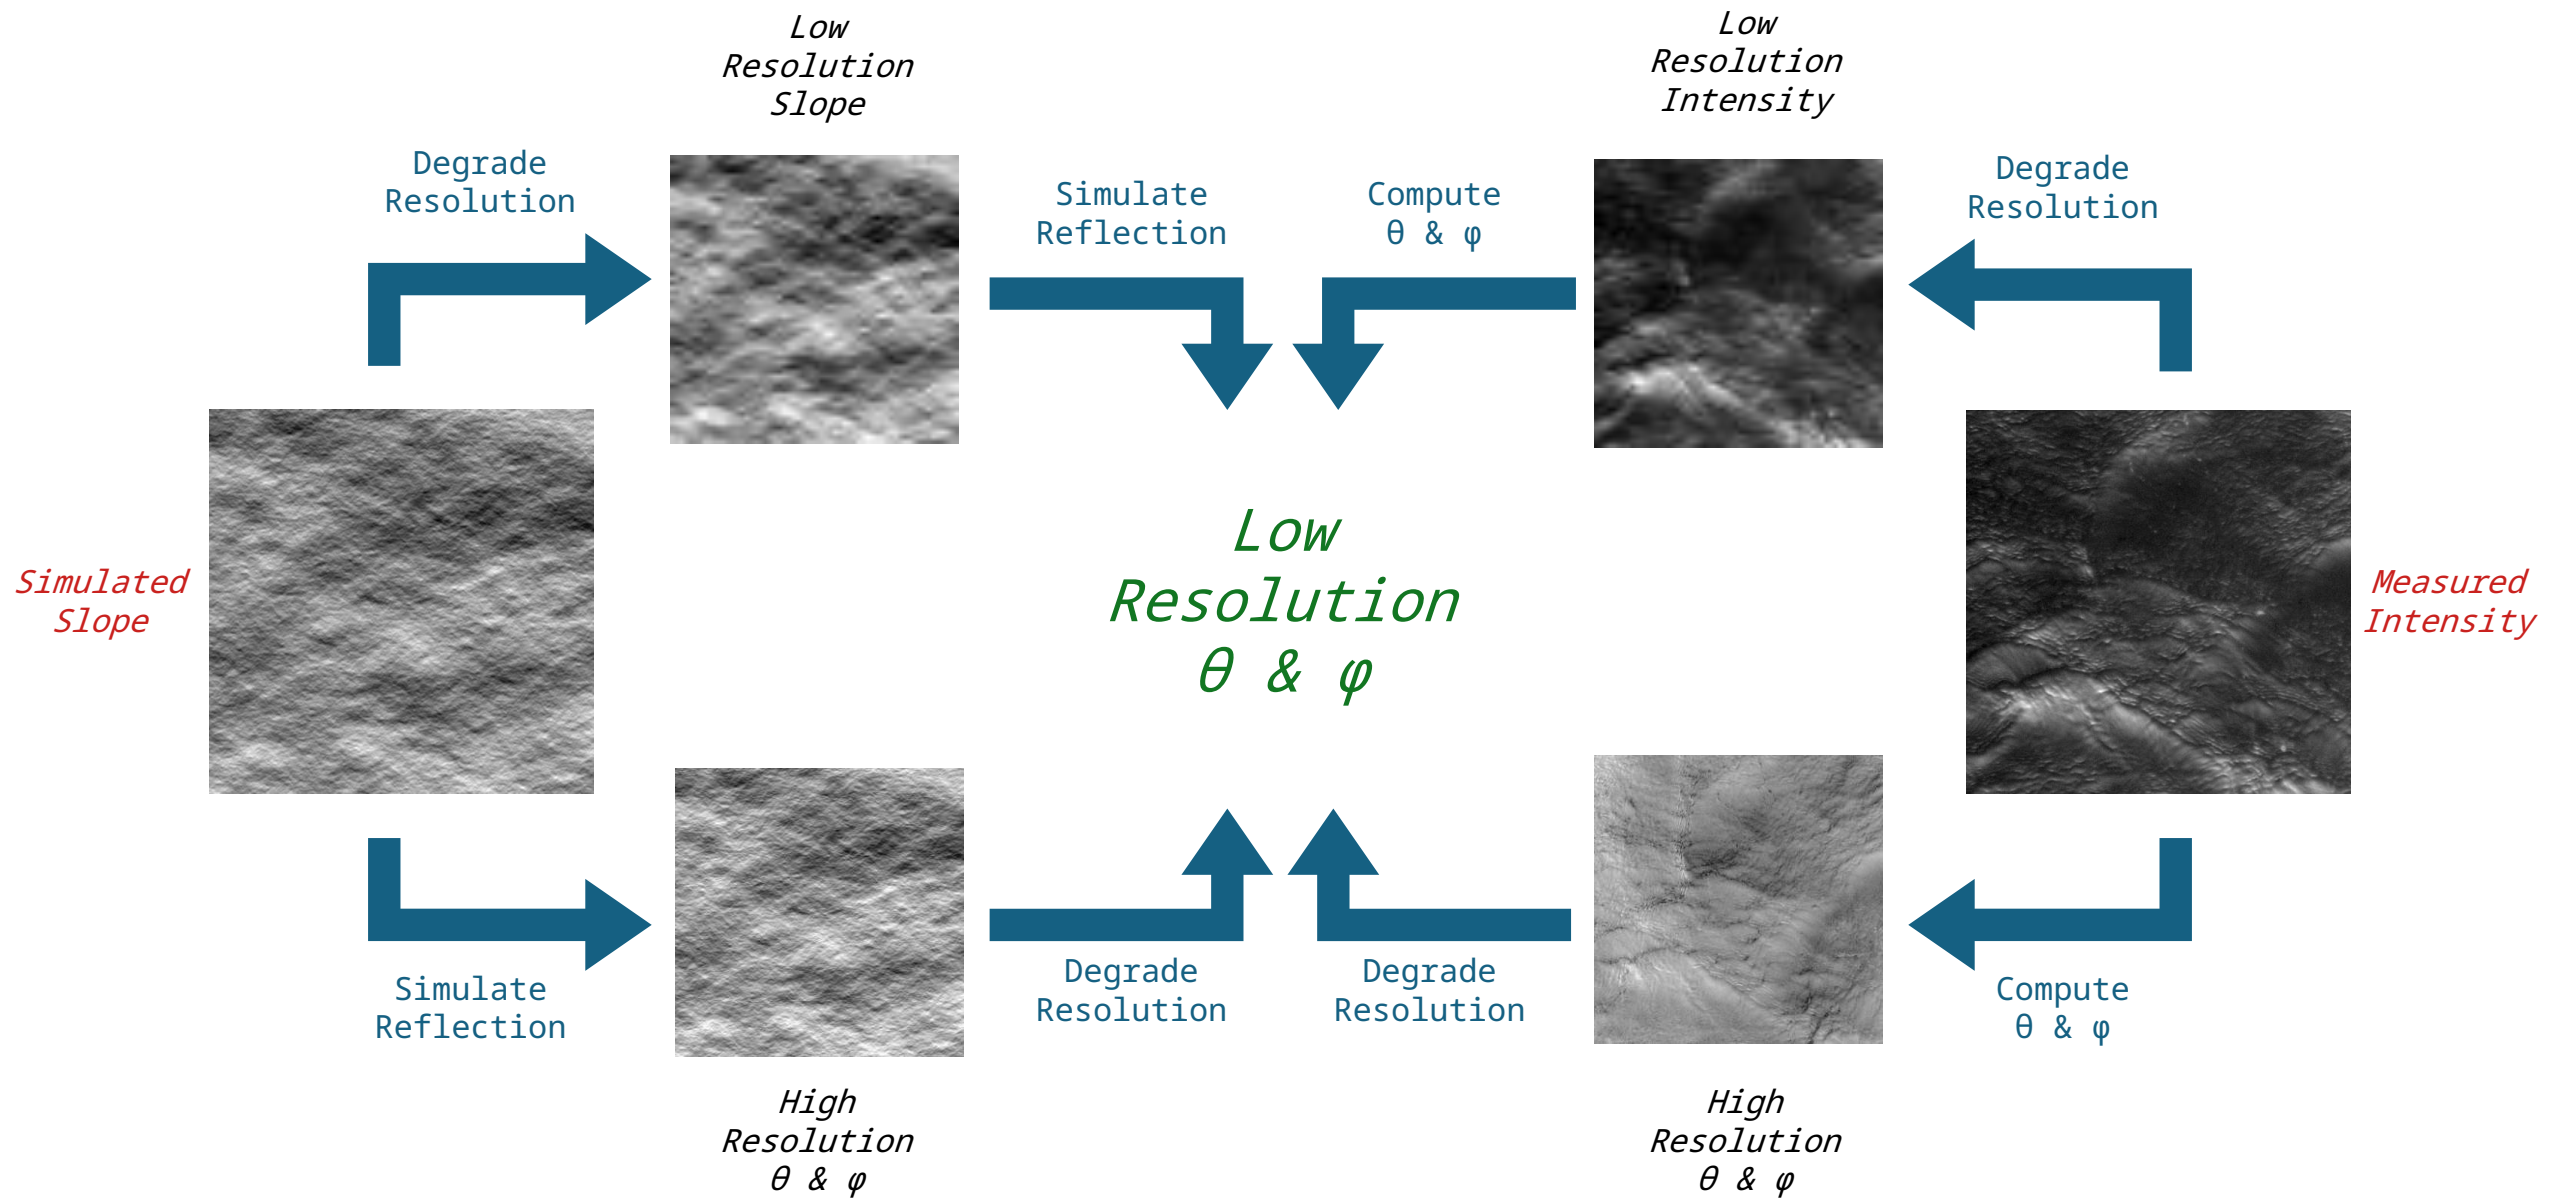 Low
Resolution
Slope
Low
Resolution
Intensity
Degrade
Resolution
Simulate
Reflection
Compute
θ & φ
Degrade
Resolution
Simulated
Slope
Low
Resolution
θ & φ
Measured
Intensity
Simulate
Reflection
Degrade
Resolution
Degrade
Resolution
Compute
θ & φ
High
Resolution
θ & φ
High
Resolution
θ & φ